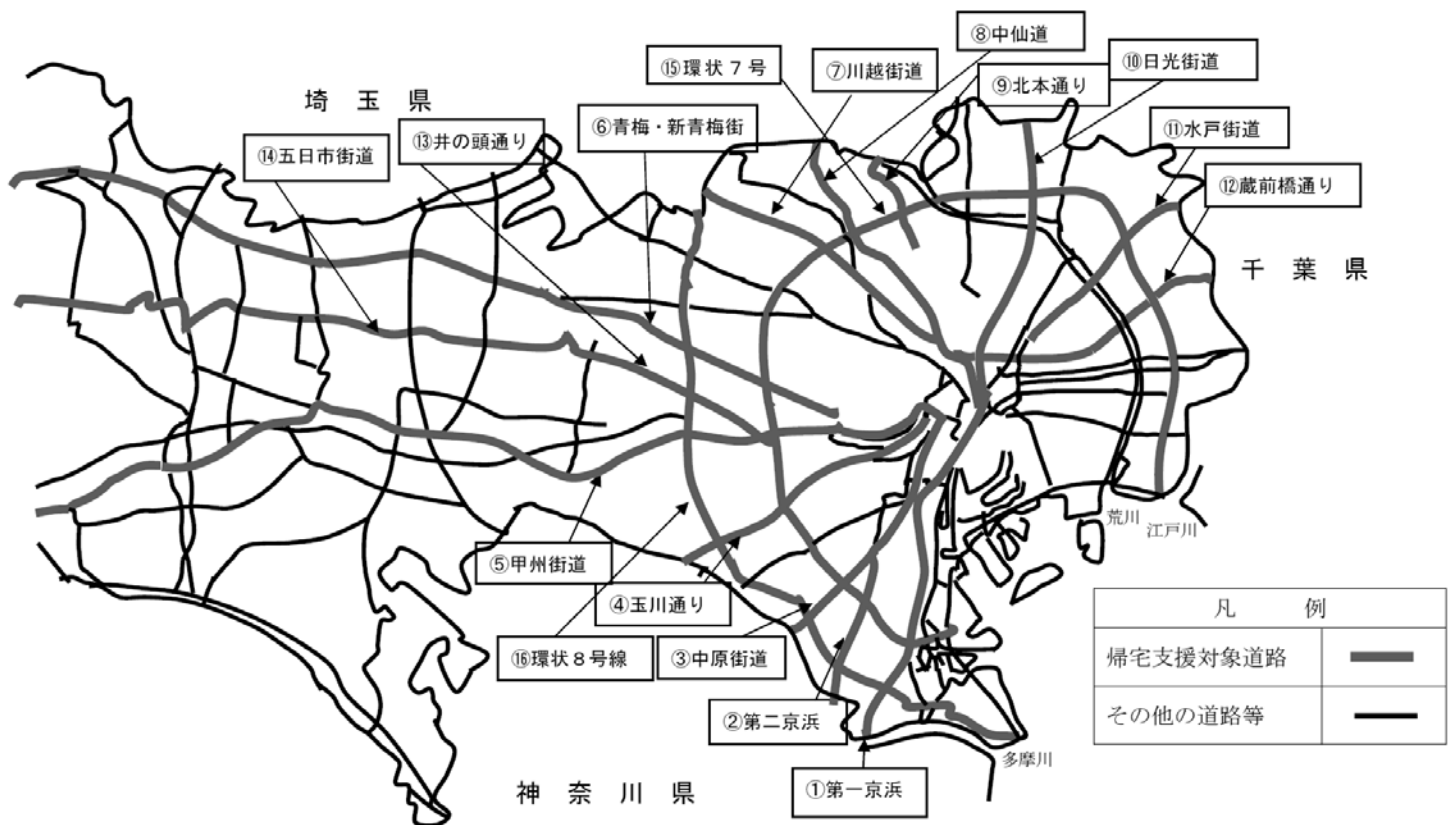 ⑧中仙道
⑮環状７号
⑦川越街道
⑩日光街道
⑨北本通り
埼玉県
⑥青梅・新青梅街
⑪水戸街道
⑬井の頭通り
⑭五日市街道
⑫蔵前橋通り
千葉県
荒川
江戸川
⑤甲州街道
④玉川通り
凡例
⑯環状８号線
③中原街道
帰宅支援対象道路
②第二京浜
その他の道路等
多摩川
神奈川県
①第一京浜